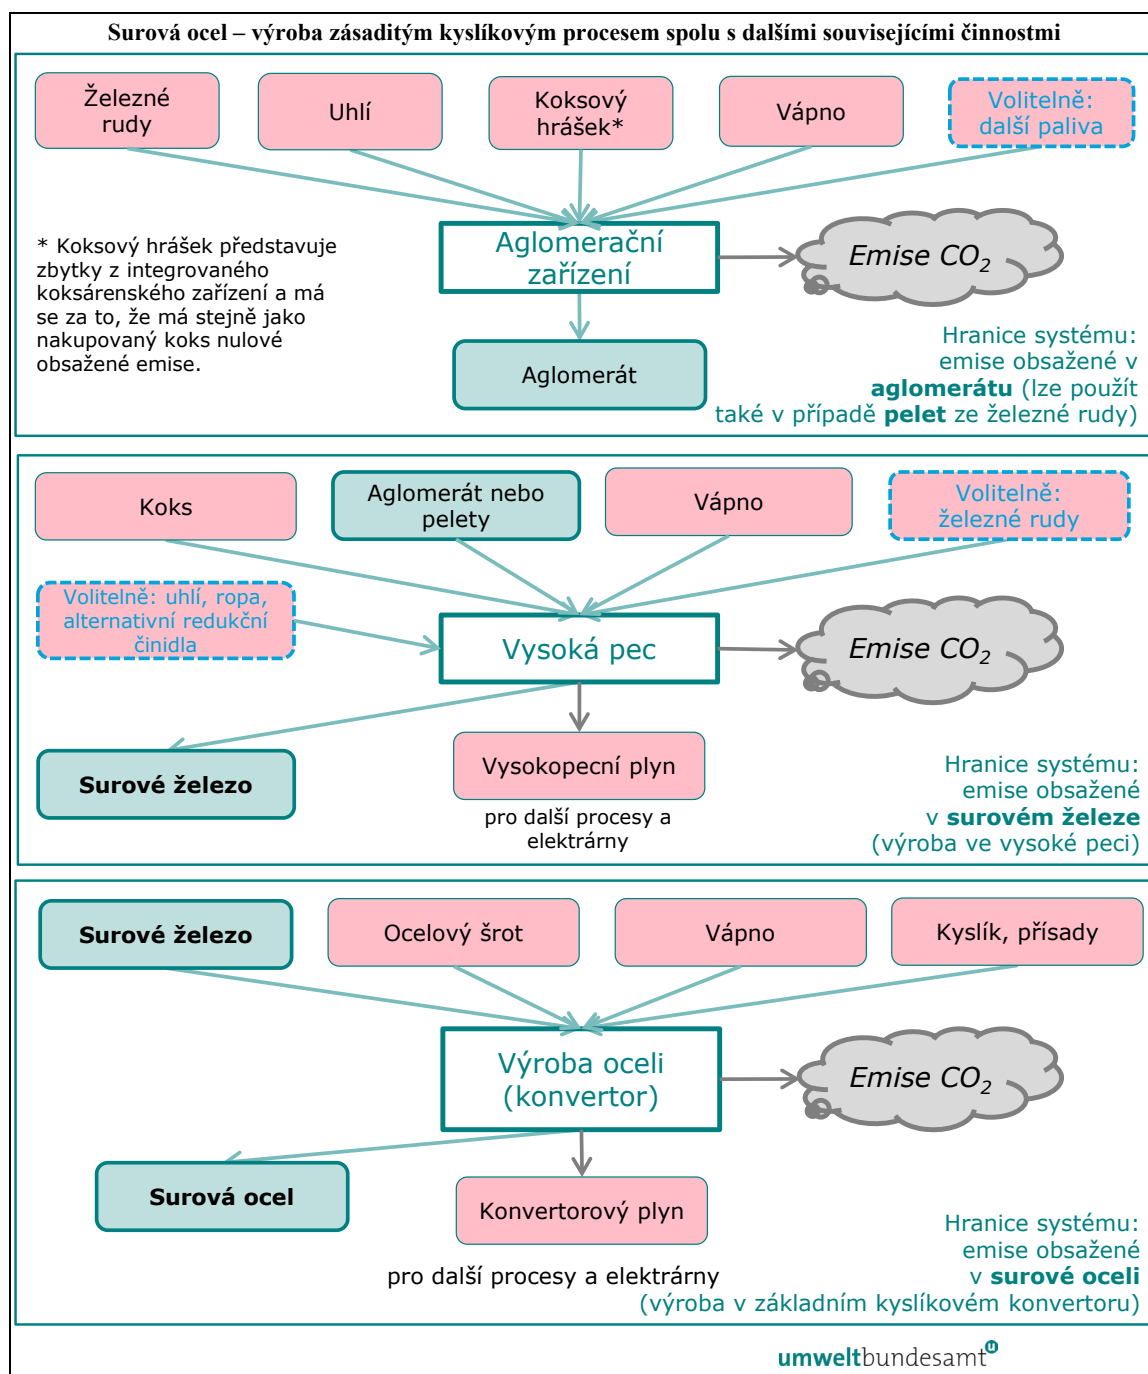 Surová ocel – výroba zásaditým kyslíkovým procesem spolu s dalšími souvisejícími činnostmi
Železné
rudy
Uhlí
Koksový
hrášek*
Vápno
Volitelně:
další paliva
* Koksový hrášek představuje
zbytky z integrovaného
koksárenského zařízení a má
se za to, že má stejně jako
nakupovaný koks nulové
obsažené emise.
Aglomerační
zařízení
Emise CO2
Aglomerát
Hranice systému:
emise obsažené v
aglomerátu (lze použít
také v případě pelet ze železné rudy)
Koks
Aglomerát nebo
pelety
Vápno
Volitelně:
železné rudy
Volitelně: uhlí, ropa,
alternativní redukční
činidla
Vysoká pec
Emise CO2
Surové železo
Vysokopecní plyn
pro další procesy a
elektrárny
Hranice systému:
emise obsažené
v surovém železe
(výroba ve vysoké peci)
Surové železo
Ocelový šrot
Vápno
Kyslík, přísady
Výroba oceli
(konvertor)
Emise CO2
Surová ocel
Konvertorový plyn
pro další procesy a elektrárny
Hranice systému:
emise obsažené
v surové oceli
(výroba v základním kyslíkovém konvertoru)
umweltbundesamt u